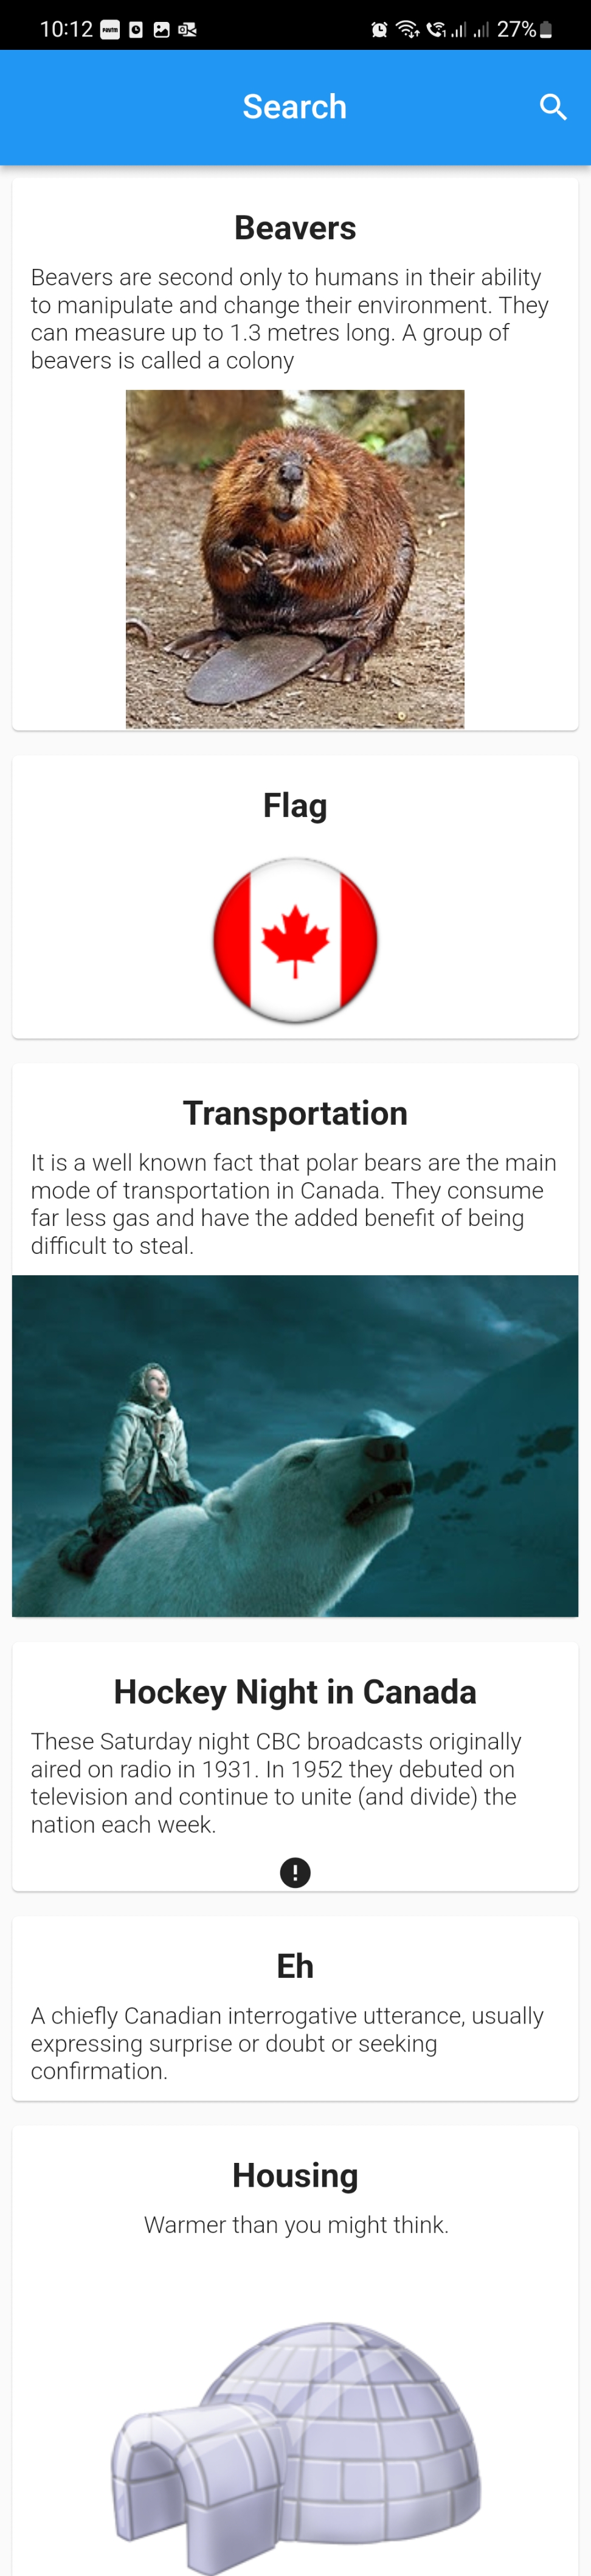 10:12
27%
Search
Beavers
Beavers are second only to humans in their ability
to manipulate and change their environment. They
can measure up to 1.3 metres long. A group of
beavers is called a colony
Flag
Transportation
It is a well known fact that polar bears are the main
mode of transportation in Canada. They consume
far less gas and have the added benefit of being
difficult to steal.
Hockey Night in Canada
These Saturday night CBC broadcasts originally
aired on radio in 1931. In 1952 they debuted on
television and continue to unite (and divide) the
nation each week.
Eh
A chiefly Canadian interrogative utterance, usually
expressing surprise or doubt or seeking
confirmation.
Housing
Warmer than you might think.